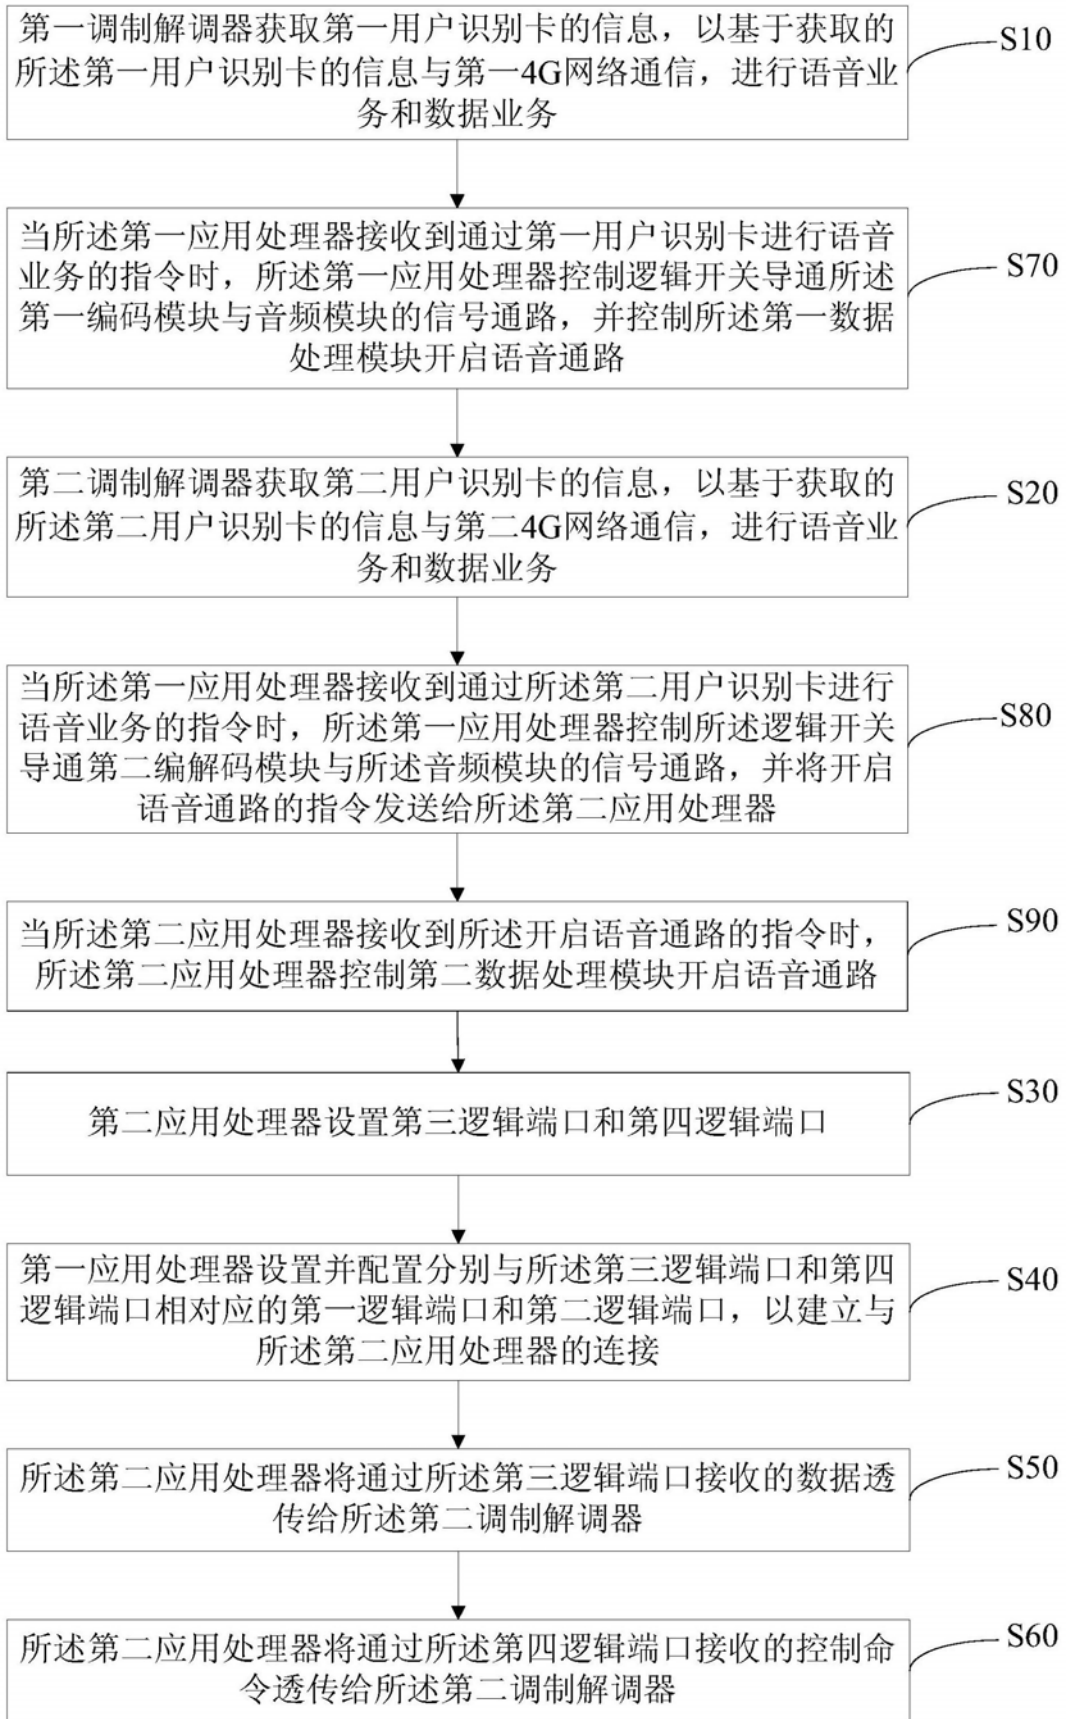 第一调制解调器获取第一用户识别卡的信息，以基于获取的
所述第一用户识别卡的信息与第一4G网络通信，进行语音业
务和数据业务
S10
当所述第一应用处理器接收到通过第一用户识别卡进行语音
业务的指令时，所述第一应用处理器控制逻辑开关导通所述
第一编码模块与音频模块的信号通路，并控制所述第一数据
处理模块开启语音通路
S70
第二调制解调器获取第二用户识别卡的信息，以基于获取的
所述第二用户识别卡的信息与第二4G网络通信，进行语音业
务和数据业务
S20
当所述第一应用处理器接收到通过所述第二用户识别卡进行
语音业务的指令时，所述第一应用处理器控制所述逻辑开关
导通第二编解码模块与所述音频模块的信号通路，并将开启
语音通路的指令发送给所述第二应用处理器
S80
当所述第二应用处理器接收到所述开启语音通路的指令时，
所述第二应用处理器控制第二数据处理模块开启语音通路
S90
第二应用处理器设置第三逻辑端口和第四逻辑端口
S30
第一应用处理器设置并配置分别与所述第三逻辑端口和第四
逻辑端口相对应的第一逻辑端口和第二逻辑端口，以建立与
所述第二应用处理器的连接
S40
所述第二应用处理器将通过所述第三逻辑端口接收的数据透
传给所述第二调制解调器
S50
所述第二应用处理器将通过所述第四逻辑端口接收的控制命
令透传给所述第二调制解调器
S60